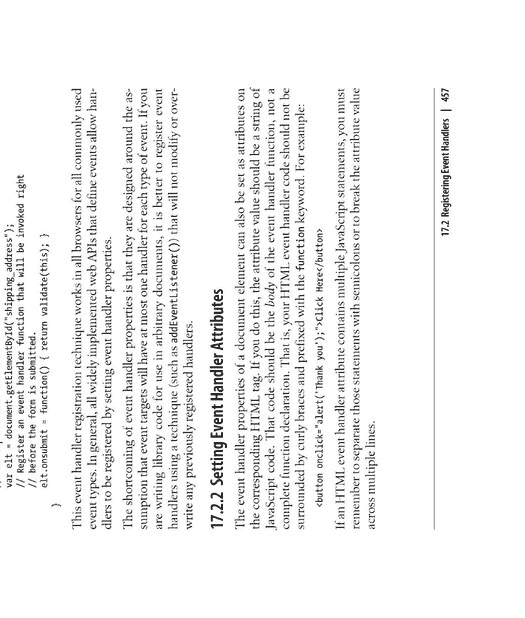 var elt = document.getElementById("shipping_address");
// Register an event handler function that will be invoked right
// before the form is submitted.
elt.onsubmit = function() { return validate(this); }
}
This event handler registration technique works in all browsers for all commonly used
event types. In general, all widely implemented web APIs that define events allow han-
dlers to be registered by setting event handler properties.
The shortcoming of event handler properties is that they are designed around the as-
sumption that event targets will have at most one handler for each type of event. If you
are writing library code for use in arbitrary documents, it is better to register event
handlers using a technique (such as addEventListener()) that will not modify or over-
write any previously registered handlers.
17.2.2 Setting Event Handler Attributes
The event handler properties of a document element can also be set as attributes on
the corresponding HTML tag. If you do this, the attribute value should be a string of
JavaScript code. That code should be the body of the event handler function, not a
complete function declaration. That is, your HTML event handler code should not be
surrounded by curly braces and prefixed with the function keyword. For example:
<button onclick="alert('Thank you');">Click Here</button>
If an HTML event handler attribute contains multiple JavaScript statements, you must
remember to separate those statements with semicolons or to break the attribute value
across multiple lines.
17.2 Registering Event Handlers | 457